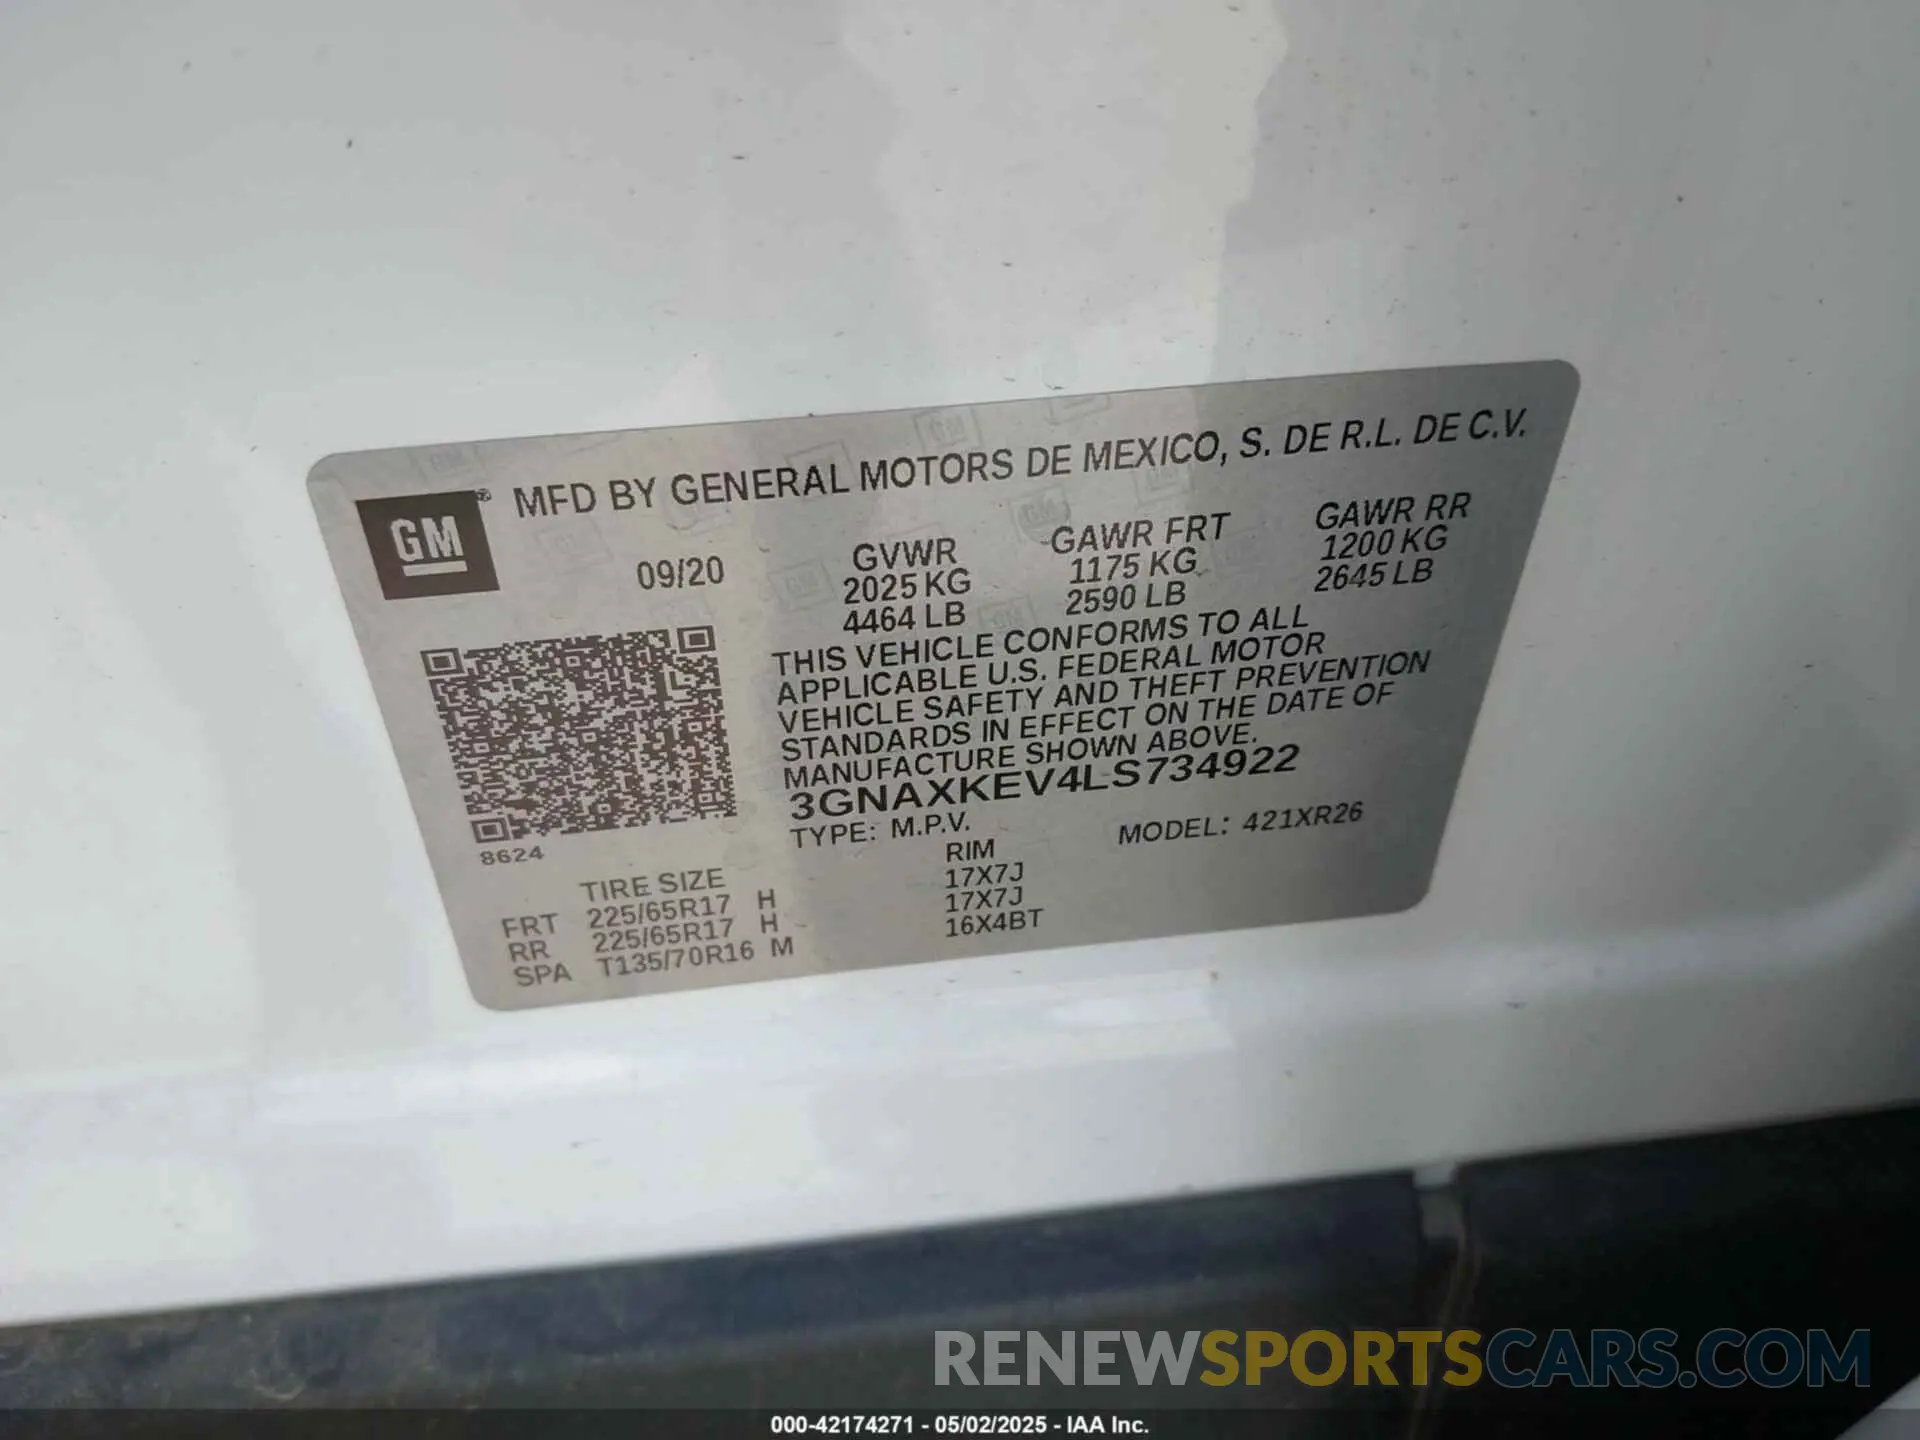 MFD BY GENERAL MOTORS DE MEXICO, S. DE R.L. DE C.V.
GM®
09/20
GVWR GAWR FRT GAWR RR
2025 KG 1175 KG 1200 KG
4464 LB 2590 LB 2645 LB
THIS VEHICLE CONFORMS TO ALL
APPLICABLE U.S. FEDERAL MOTOR
VEHICLE SAFETY AND THEFT PREVENTION
STANDARDS IN EFFECT ON THE DATE OF
MANUFACTURE SHOWN ABOVE.
3GNAXKEV4LS734922
TYPE: M.P.V. MODEL: 421XR26
8624
TIRE SIZE RIM
FRT 225/65R17 H 17X7J
RR 225/65R17 H 17X7J
SPA T135/70R16 M 16X4BT
RENEWSPORTSCARS.COM
000-42174271 - 05/02/2025 - IAA Inc.